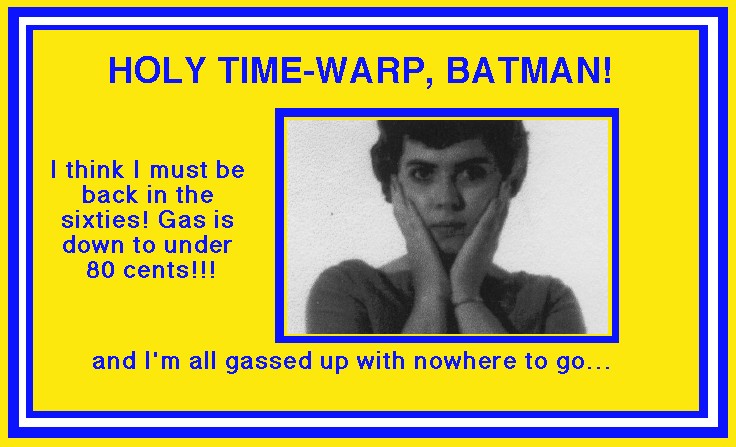 HOLY TIME-WARP, BATMAN!
I think I must be
back in the
sixties! Gas is
down to under
80 cents!!!
and I'm all gassed up with nowhere to go...